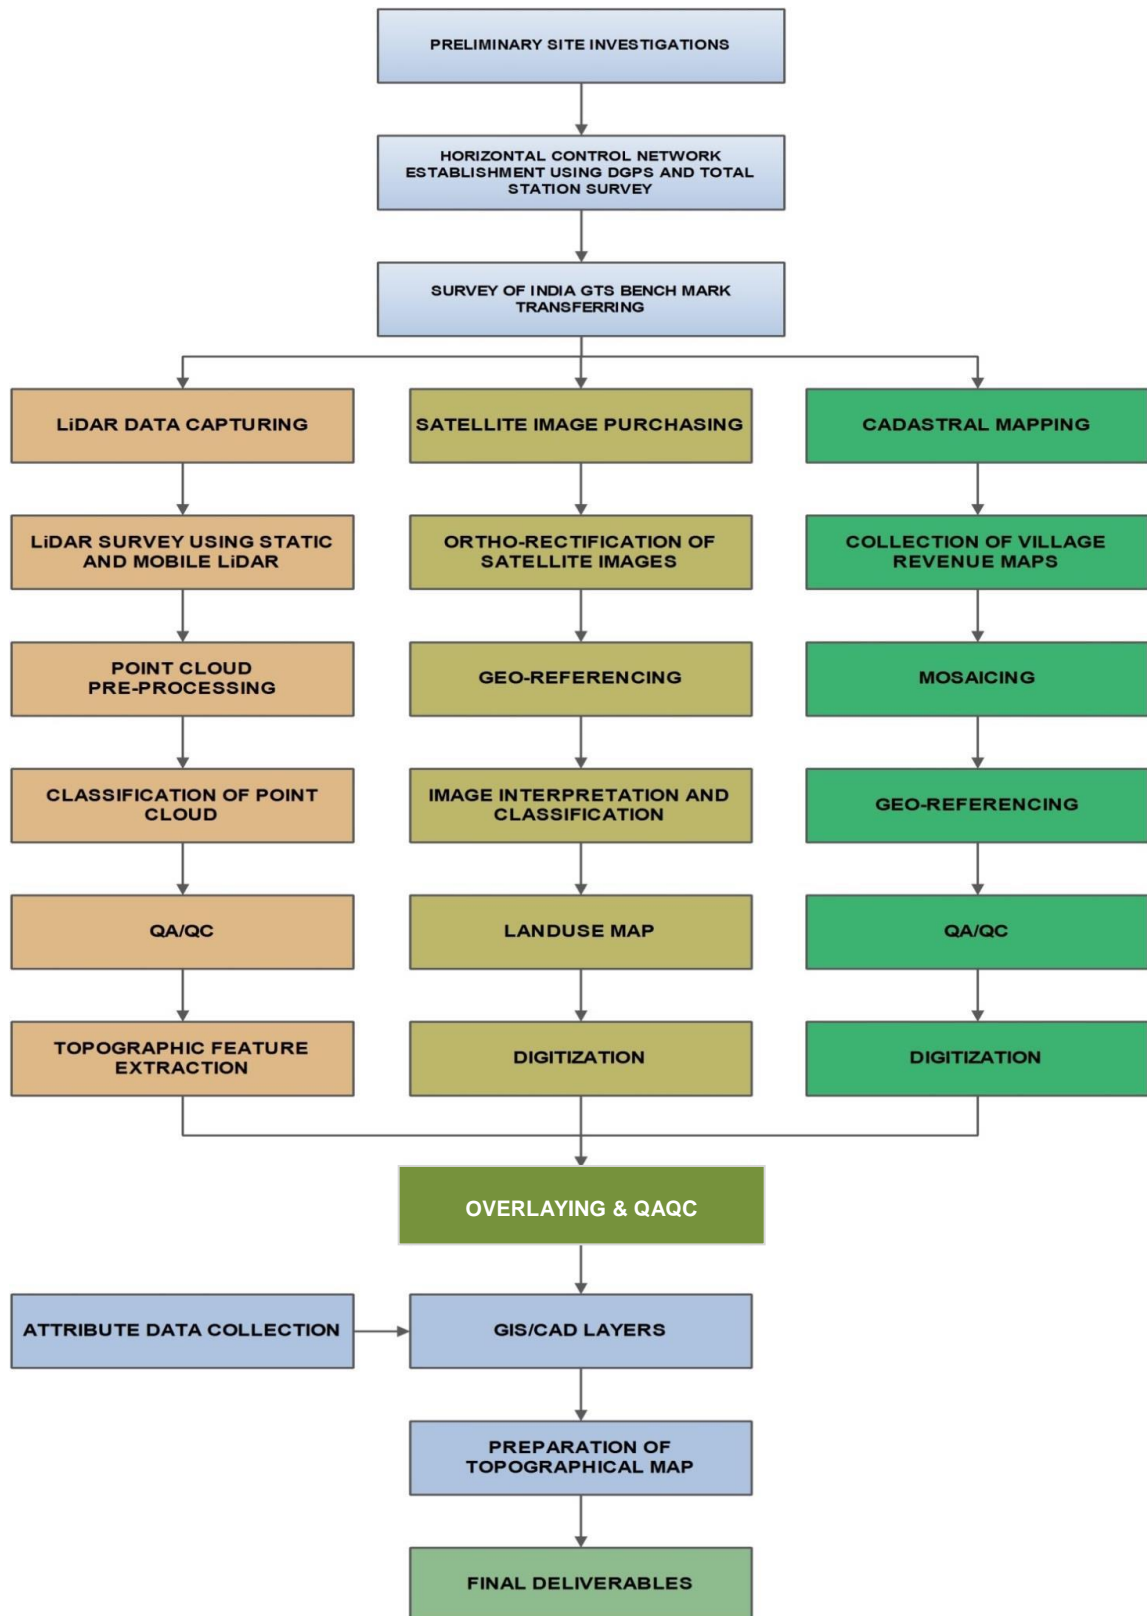 PRELIMINARY SITE INVESTIGATIONS
HORIZONTAL CONTROL NETWORK
ESTABLISHMENT USING DGPS AND TOTAL
STATION SURVEY
SURVEY OF INDIA GTS BENCH MARK
TRANSFERRING
LiDAR DATA CAPTURING
LiDAR SURVEY USING STATIC
AND MOBILE LiDAR
POINT CLOUD
PRE-PROCESSING
CLASSIFICATION OF POINT
CLOUD
QA/QC
TOPOGRAPHIC FEATURE
EXTRACTION
SATELLITE IMAGE PURCHASING
ORTHO-RECTIFICATION OF
SATELLITE IMAGES
GEO-REFERENCING
IMAGE INTERPRETATION AND
CLASSIFICATION
LANDUSE MAP
DIGITIZATION
CADASTRAL MAPPING
COLLECTION OF VILLAGE
REVENUE MAPS
MOSAICING
GEO-REFERENCING
QA/QC
DIGITIZATION
OVERLAYING & QAQC
ATTRIBUTE DATA COLLECTION
GIS/CAD LAYERS
PREPARATION OF
TOPOGRAPHICAL MAP
FINAL DELIVERABLES